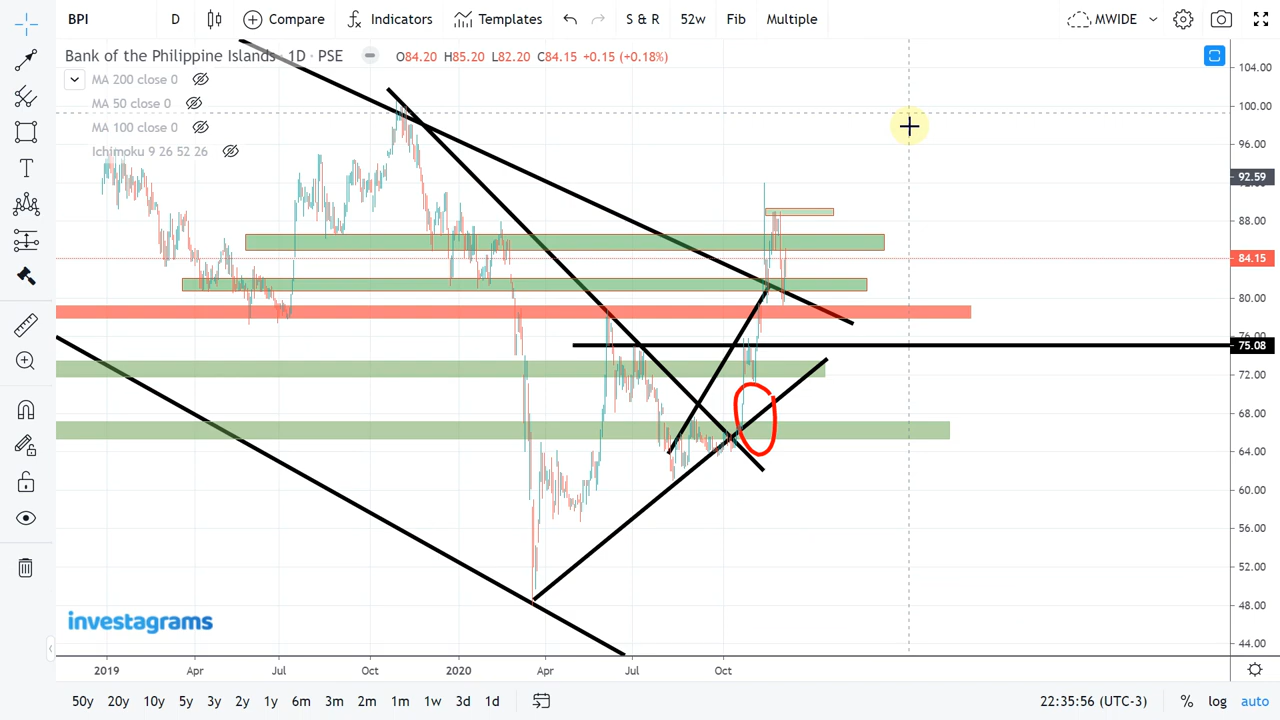 BPI D Compare Indicators Templates S & R 52w Fib Multiple MWIDE
Bank of the Philippine Islands · 1D · PSE O84.20 H85.20 L82.20 C84.15 +0.15 (+0.18%)
MA 200 close 0
MA 50 close 0
MA 100 close 0
Ichimoku 9 26 52 26
104.00
100.00
96.00
92.59
88.00
84.15
80.00
75.08
72.00
68.00
64.00
60.00
56.00
52.00
48.00
44.00
investagrams
2019 Apr Jul Oct 2020 Apr Jul Oct
50y 20y 10y 5y 3y 2y 1y 6m 3m 2m 1m 1w 3d 1d 22:35:56 (UTC-3) % log auto